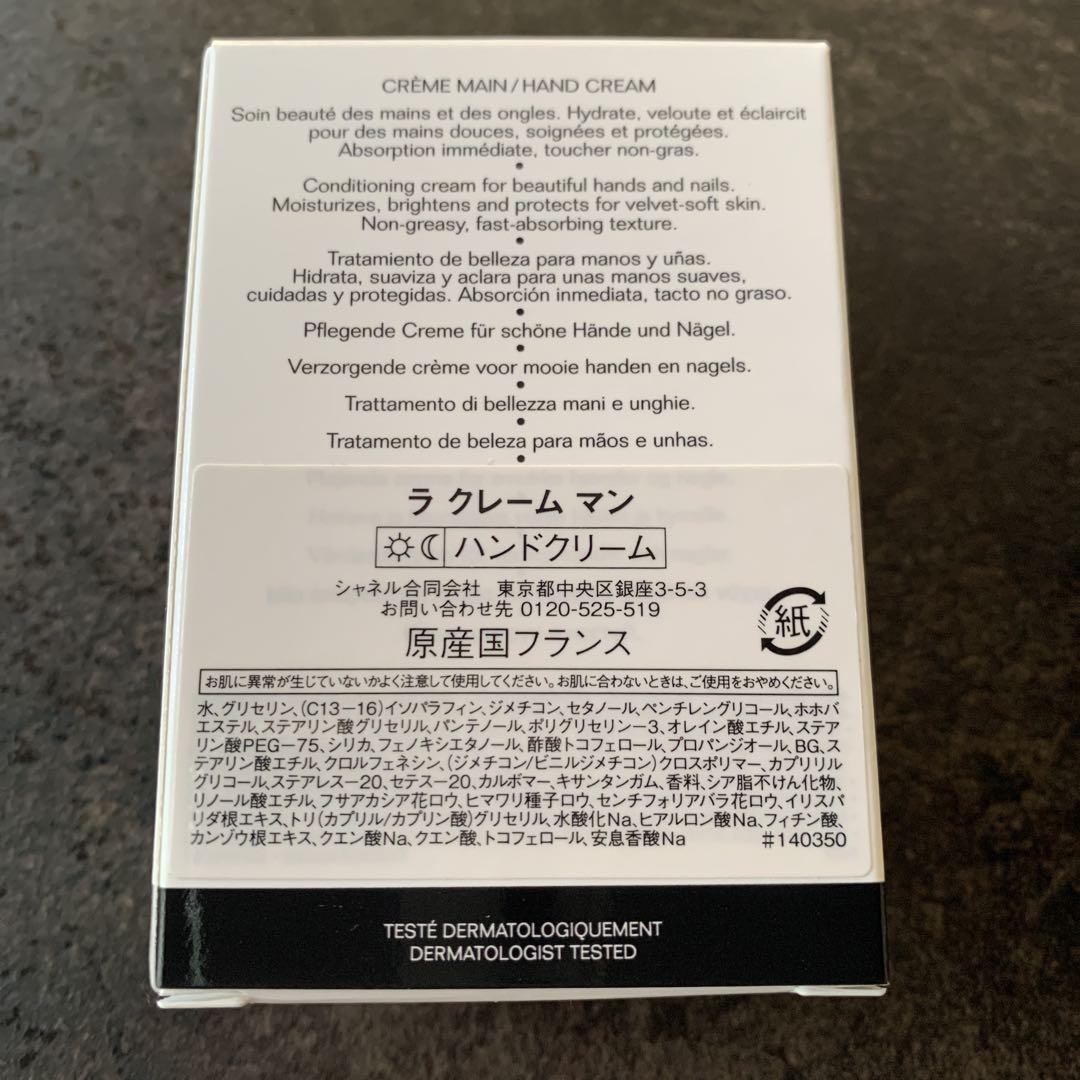 CRÈME MAIN / HAND CREAM
Soin beauté des mains et des ongles. Hydrate, veloute et éclaircit
pour des mains douces, soignées et protégées.
Absorption immédiate, toucher non-gras.
Conditioning cream for beautiful hands and nails.
Moisturizes, brightens and protects for velvet-soft skin.
Non-greasy, fast-absorbing texture.
Tratamiento de belleza para manos y uñas.
Hidrata, suaviza y aclara para unas manos suaves,
cuidadas y protegidas. Absorción inmediata, tacto no graso.
Pflegende Creme für schöne Hände und Nägel.
Verzorgende crème voor mooie handen en nagels.
Trattamento di bellezza mani e unghie.
Tratamento de beleza para mãos e unhas.
ラ クレーム マン
ハンドクリーム
シャネル合同会社 東京都中央区銀座3-5-3
お問い合わせ先 0120-525-519
原産国フランス
紙
お肌に異常が生じていないかよく注意して使用してください。お肌に合わないときは、ご使用をおやめください。
水、グリセリン、(C13-16)イソパラフィン、ジメチコン、セタノール、ペンチレングリコール、ホホバ
エステル、ステアリン酸グリセリル、パンテノール、ポリグリセリン-3、オレイン酸エチル、ステア
リン酸PEG-75、シリカ、フェノキシエタノール、酢酸トコフェロール、プロパンジオール、BG、ス
テアリン酸エチル、クロルフェネシン、(ジメチコン/ビニルジメチコン)クロスポリマー、カプリリル
グリコール、ステアレス-20、セテス-20、カルボマー、キサンタンガム、香料、シア脂不けん化物、
リノール酸エチル、フサアカシア花ロウ、ヒマワリ種子ロウ、センチフォリアバラ花ロウ、イリスパ
リダ根エキス、トリ(カプリル/カプリン酸)グリセリル、水酸化Na、ヒアルロン酸Na、フィチン酸、
カンゾウ根エキス、クエン酸Na、クエン酸、トコフェロール、安息香酸Na #140350
TESTÉ DERMATOLOGIQUEMENT
DERMATOLOGIST TESTED